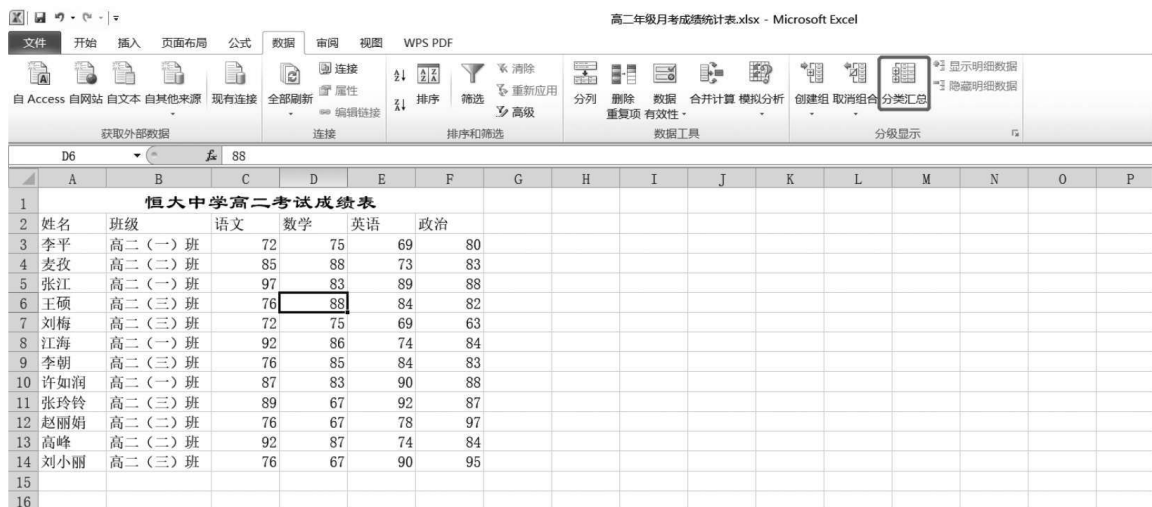 高二年级月考成绩统计表.xlsx - Microsoft Excel
文件 开始 插入 页面布局 公式 数据 审阅 视图 WPS PDF
自 Access 自网站 自文本 自其他来源 现有连接 全部刷新 连接 属性 编辑链接 排序 筛选 清除 重新应用 高级 分列 删除重复项 数据有效性 合并计算 模拟分析 创建组 取消组合 分类汇总 显示明细数据 隐藏明细数据
获取外部数据 连接 排序和筛选 数据工具 分级显示
D6 fx 88
A B C D E F G H I J K L M N O P
1 恒大中学高二考试成绩表
2 姓名 班级 语文 数学 英语 政治
3 李平 高二（一）班 72 75 69 80
4 麦孜 高二（二）班 85 88 73 83
5 张江 高二（一）班 97 83 89 88
6 王硕 高二（三）班 76 88 84 82
7 刘梅 高二（三）班 72 75 69 63
8 江海 高二（一）班 92 86 74 84
9 李朝 高二（三）班 76 85 84 83
10 许如润 高二（一）班 87 83 90 88
11 张玲铃 高二（三）班 89 67 92 87
12 赵丽娟 高二（二）班 76 67 78 97
13 高峰 高二（二）班 92 87 74 84
14 刘小丽 高二（三）班 76 67 90 95
15
16